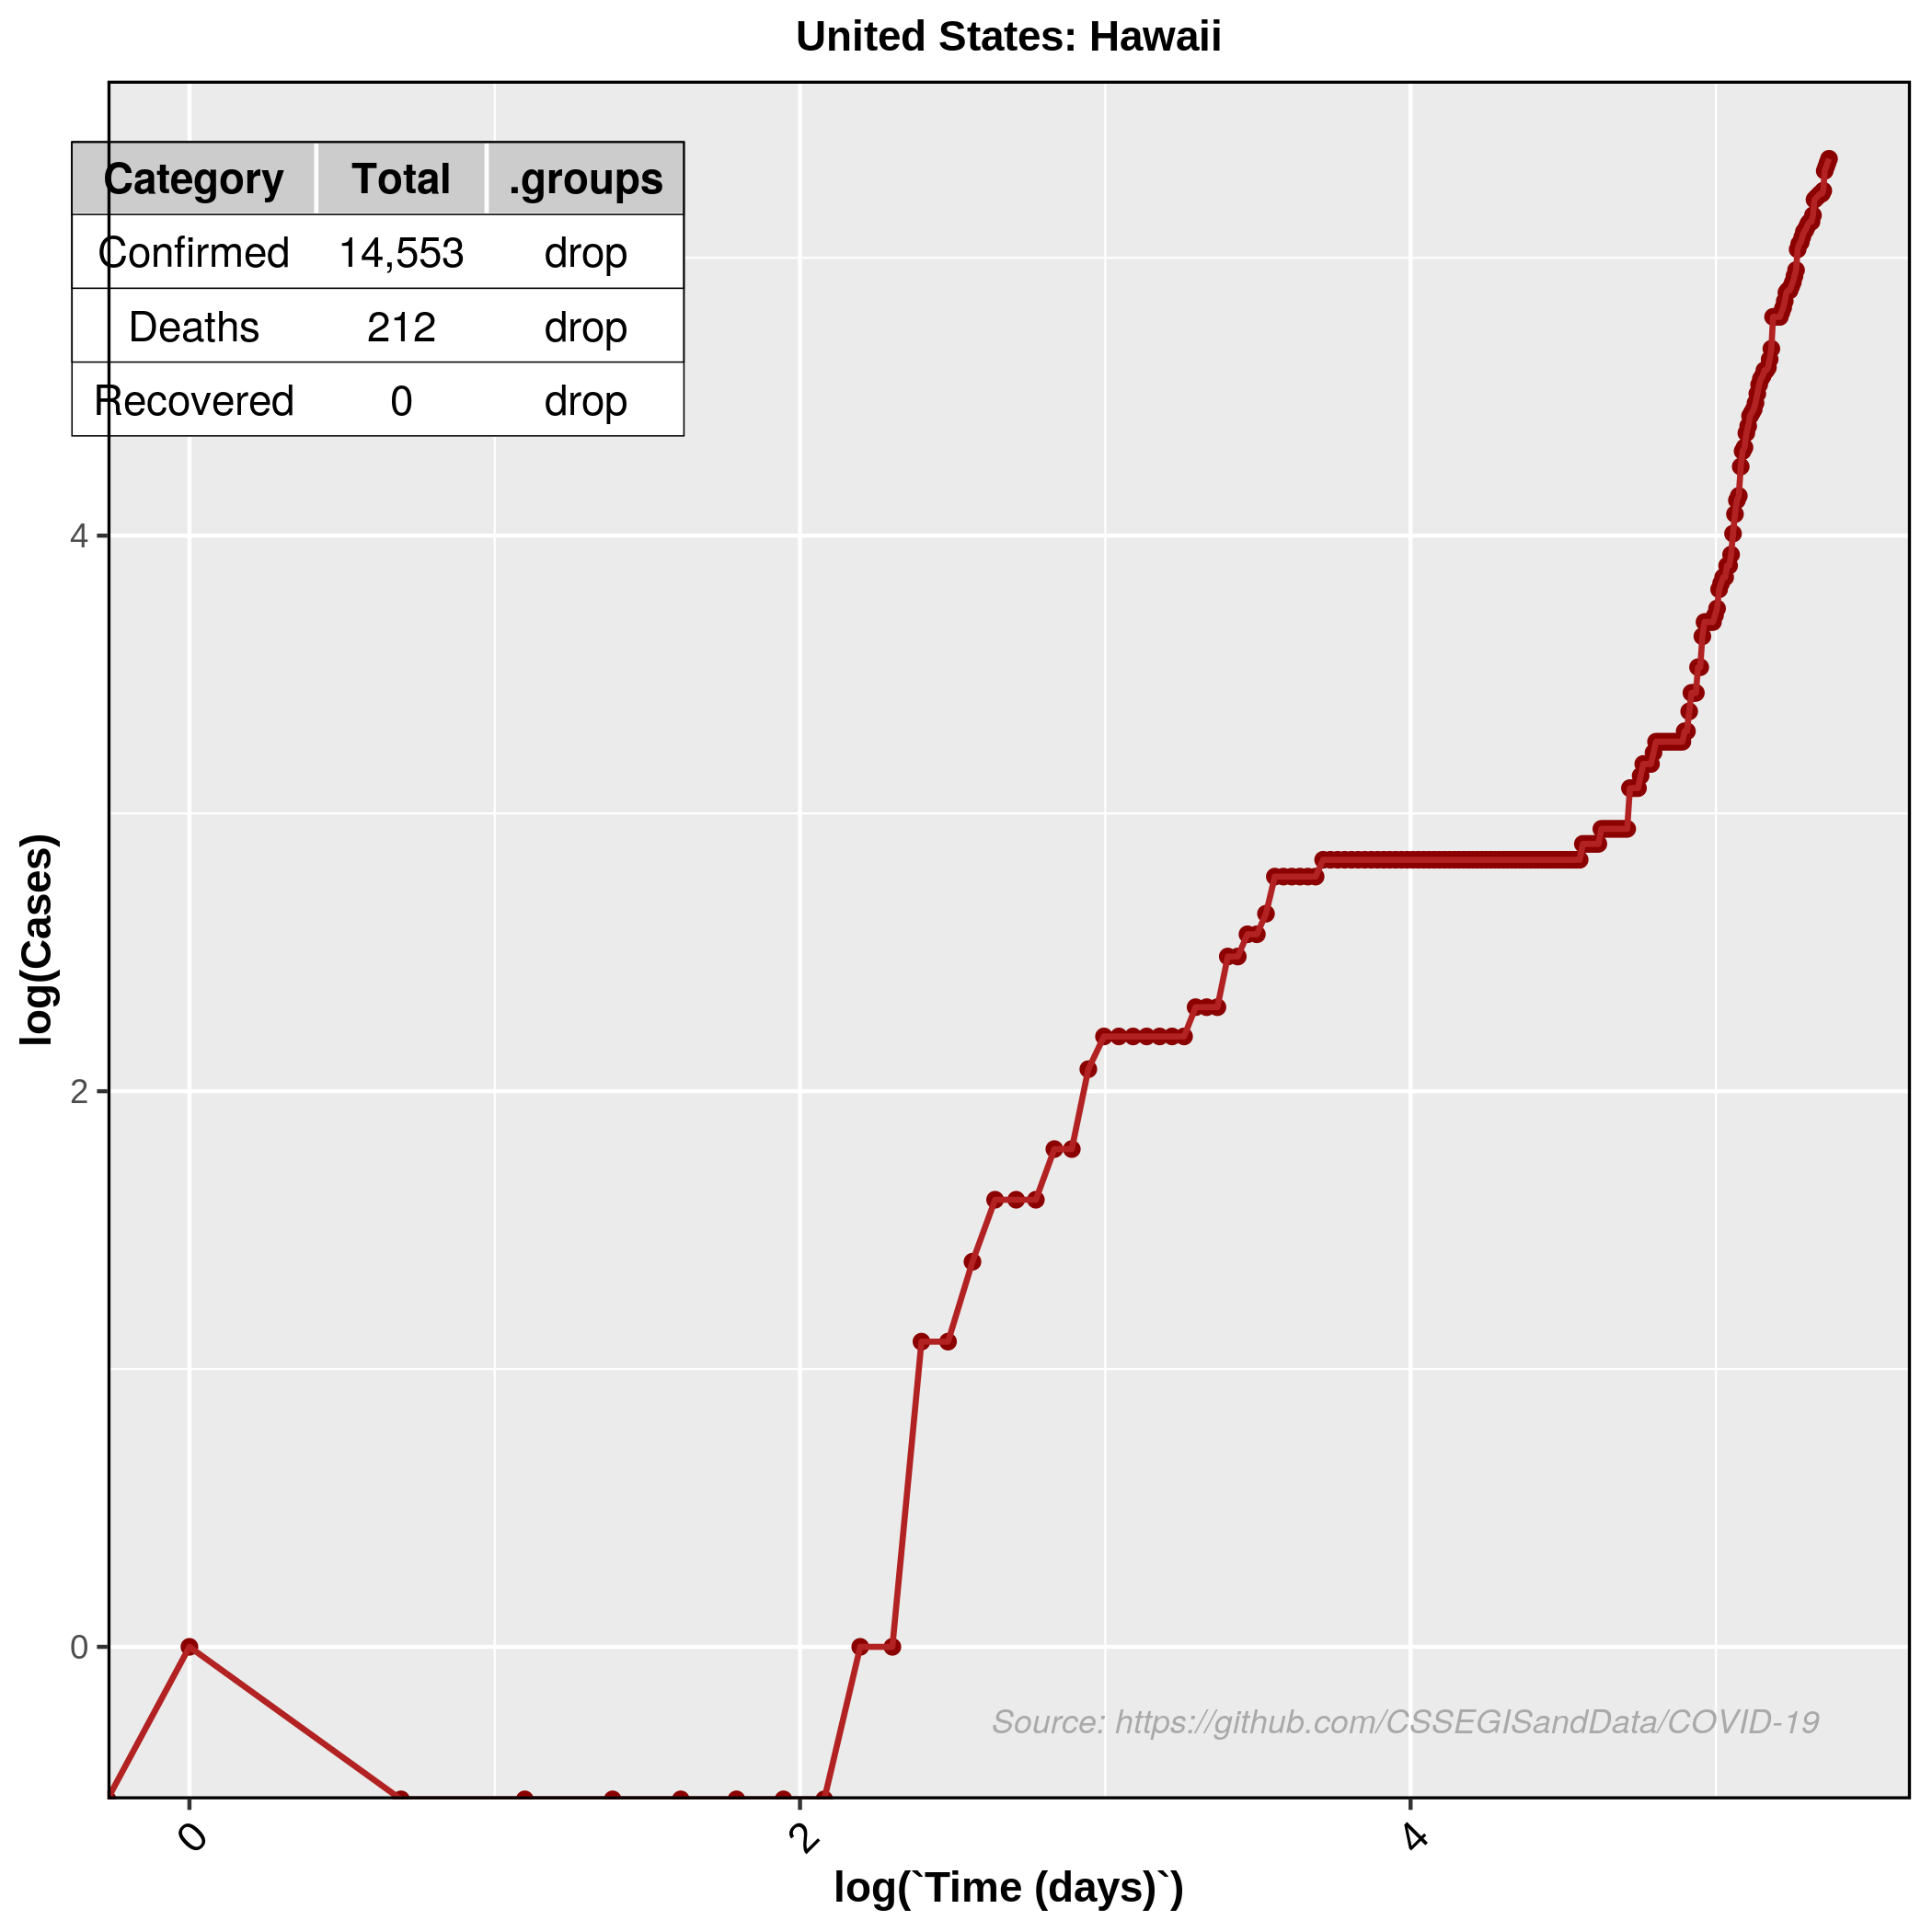 United States: Hawaii
Category Total .groups
Confirmed 14,553 drop
Deaths 212 drop
Recovered 0 drop
4
2
0
log(Cases)
Source: https://github.com/CSSEGISandData/COVID-19
0 2 4
log(`Time (days)`)